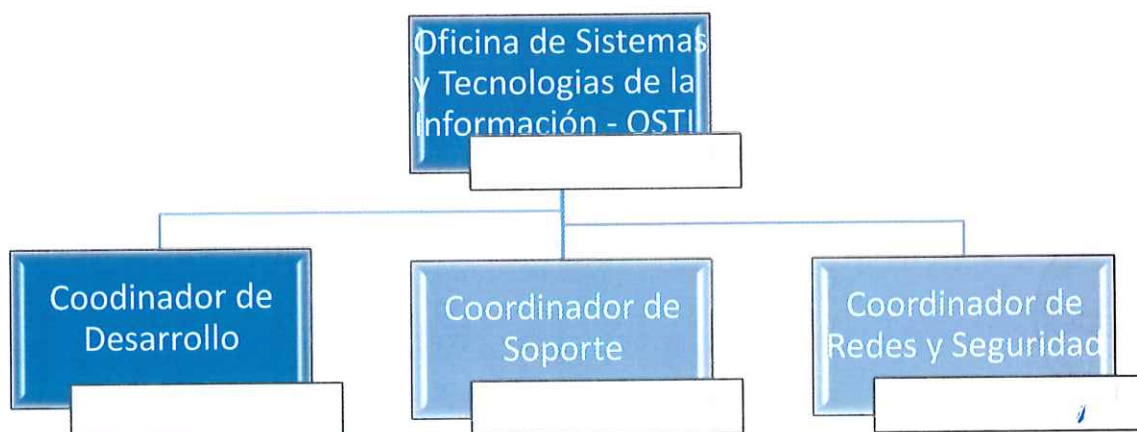 Oficina de Sistemas
y Tecnologias de la
Información - OSTI
Coodinador de
Desarrollo
Coordinador de
Soporte
Coordinador de
Redes y Seguridad